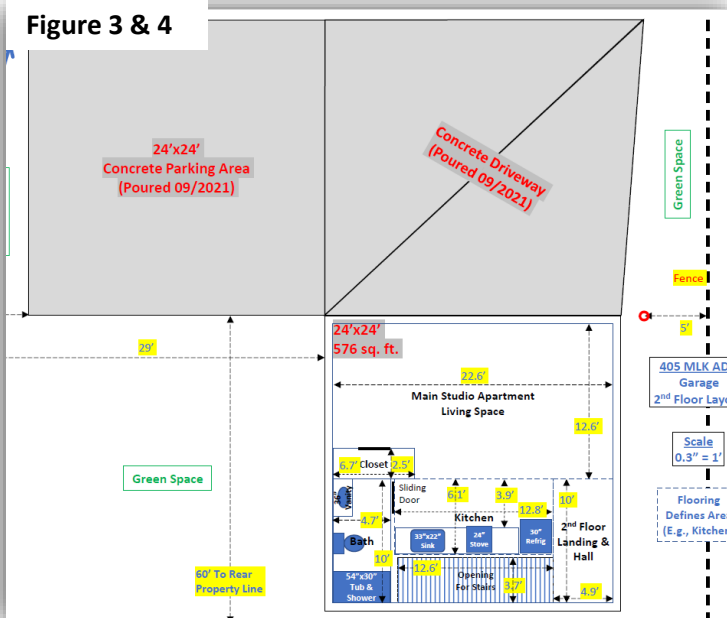 Figure 3 & 4
24'x24'
Concrete Parking Area
(Poured 09/2021)
Concrete Driveway
(Poured 09/2021)
Green Space
Fence
5'
29'
24'x24'
576 sq. ft.
22.6'
Main Studio Apartment
Living Space
12.6'
405 MLK AD
Garage
2nd Floor Layo
Scale
0.3" = 1'
Flooring
Defines Are
(E.g., Kitche
Green Space
6.7'
Closet
2.5'
Sliding
Door
6.1'
3.9'
10'
12.8'
36"
Vanity
4.7'
Kitchen
Bath
33"x22"
Sink
24"
Stove
30"
Refrig
2nd Floor
Landing &
Hall
10'
12.6'
Opening
For Stairs
3.7'
4.9'
54"x30"
Tub &
Shower
60' To Rear
Property Line